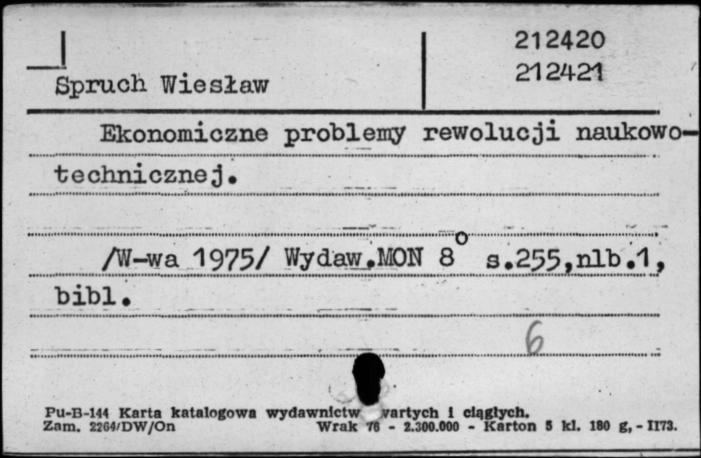 212420
212421
Spruch Wiesław
Ekonomiczne problemy rewolucji naukowo-
technicznej.
/W-wa 1975/ Wydaw.MON 8° s.255,nlb.1,
bibl.
6
Pu-B-144 Karta katalogowa wydawnictw zwartych i ciągłych.
Zam. 2264/DW/On Wrak 76 - 2.300.000 - Karton 5 kl. 180 g, - II73.